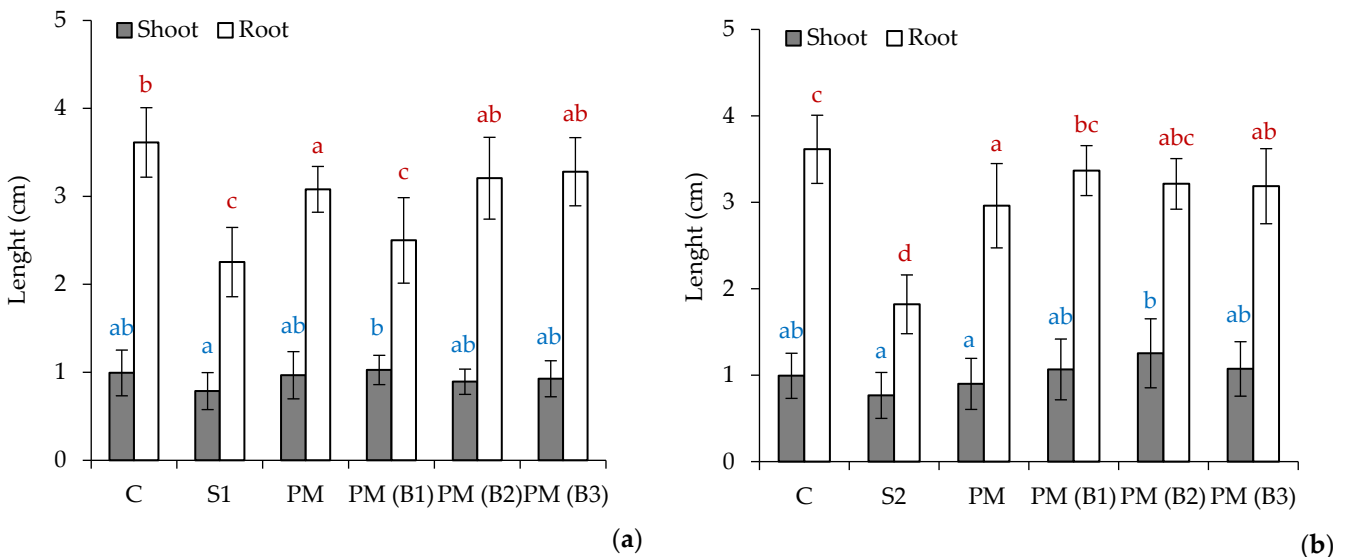 Shoot Root
Lenght (cm)
5
4
3
2
1
0
b
c
a
c
ab
ab
ab
a
ab
b
ab
ab
C S1 PM PM (B1) PM (B2) PM (B3)
(a)
Shoot Root
Lenght (cm)
5
4
3
2
1
0
c
d
a
bc
abc
ab
ab
a
a
ab
b
ab
C S2 PM PM (B1) PM (B2) PM (B3)
(b)